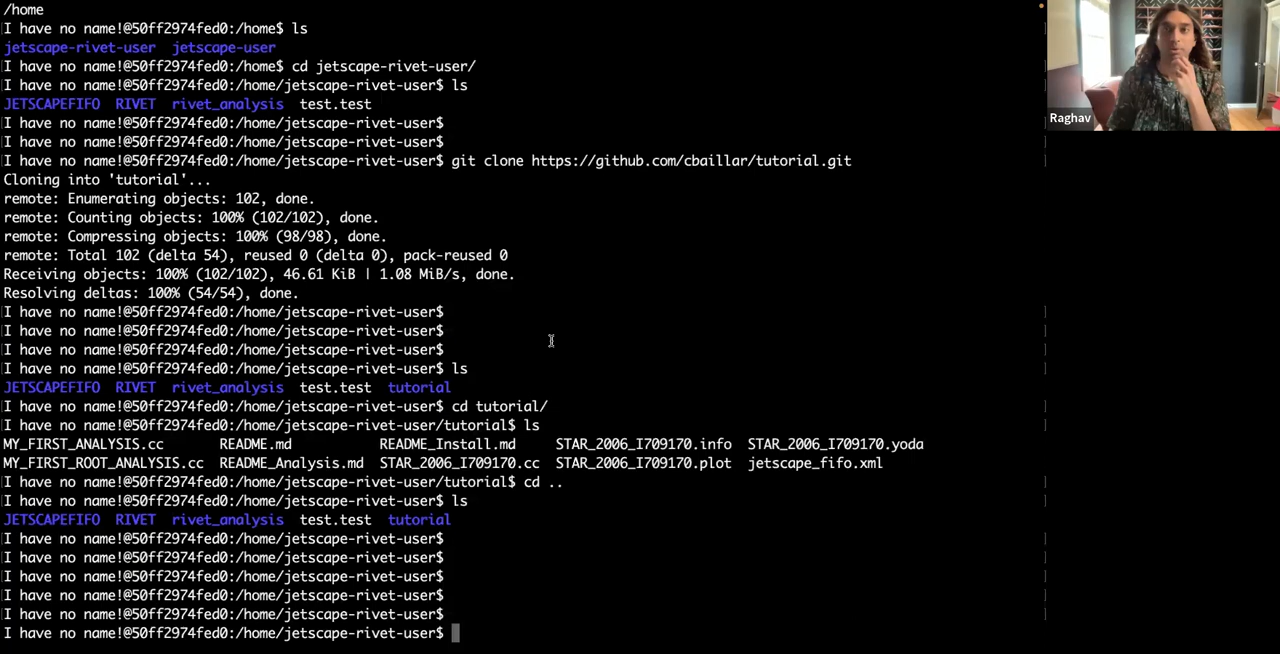 /home
I have no name!@50ff2974fed0:/home$ ls
jetscape-rivet-user  jetscape-user
I have no name!@50ff2974fed0:/home$ cd jetscape-rivet-user/
I have no name!@50ff2974fed0:/home/jetscape-rivet-user$ ls
JETSCAPEFIFO  RIVET  rivet_analysis  test.test
I have no name!@50ff2974fed0:/home/jetscape-rivet-user$
Raghav
I have no name!@50ff2974fed0:/home/jetscape-rivet-user$
I have no name!@50ff2974fed0:/home/jetscape-rivet-user$ git clone https://github.com/cbaillar/tutorial.git
Cloning into 'tutorial'...
remote: Enumerating objects: 102, done.
remote: Counting objects: 100% (102/102), done.
remote: Compressing objects: 100% (98/98), done.
remote: Total 102 (delta 54), reused 0 (delta 0), pack-reused 0
Receiving objects: 100% (102/102), 46.61 KiB | 1.08 MiB/s, done.
Resolving deltas: 100% (54/54), done.
I have no name!@50ff2974fed0:/home/jetscape-rivet-user$
I have no name!@50ff2974fed0:/home/jetscape-rivet-user$
I have no name!@50ff2974fed0:/home/jetscape-rivet-user$
I have no name!@50ff2974fed0:/home/jetscape-rivet-user$ ls
JETSCAPEFIFO  RIVET  rivet_analysis  test.test  tutorial
I have no name!@50ff2974fed0:/home/jetscape-rivet-user$ cd tutorial/
I have no name!@50ff2974fed0:/home/jetscape-rivet-user/tutorial$ ls
MY_FIRST_ANALYSIS.cc       README.md           README_Install.md     STAR_2006_I709170.info  STAR_2006_I709170.yoda
MY_FIRST_ROOT_ANALYSIS.cc  README_Analysis.md  STAR_2006_I709170.cc  STAR_2006_I709170.plot  jetscape_fifo.xml
I have no name!@50ff2974fed0:/home/jetscape-rivet-user/tutorial$ cd ..
I have no name!@50ff2974fed0:/home/jetscape-rivet-user$ ls
JETSCAPEFIFO  RIVET  rivet_analysis  test.test  tutorial
I have no name!@50ff2974fed0:/home/jetscape-rivet-user$
I have no name!@50ff2974fed0:/home/jetscape-rivet-user$
I have no name!@50ff2974fed0:/home/jetscape-rivet-user$
I have no name!@50ff2974fed0:/home/jetscape-rivet-user$
I have no name!@50ff2974fed0:/home/jetscape-rivet-user$
I have no name!@50ff2974fed0:/home/jetscape-rivet-user$